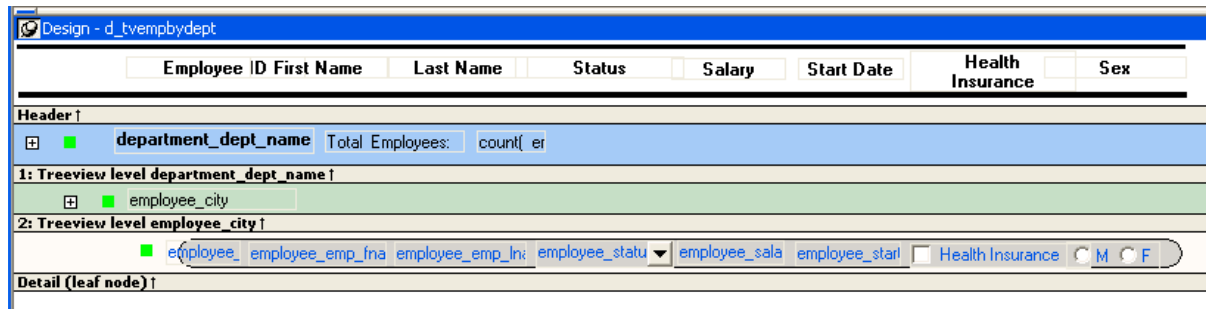 Design - d_tvempbydept
Employee ID First Name Last Name Status Salary Start Date Health Insurance Sex
Header ↑
department_dept_name Total Employees: count( er
1: Treeview level department_dept_name ↑
employee_city
2: Treeview level employee_city ↑
employee_ employee_emp_fna employee_emp_lna employee_statu employee_sala employee_start Health Insurance M F
Detail (leaf node) ↑